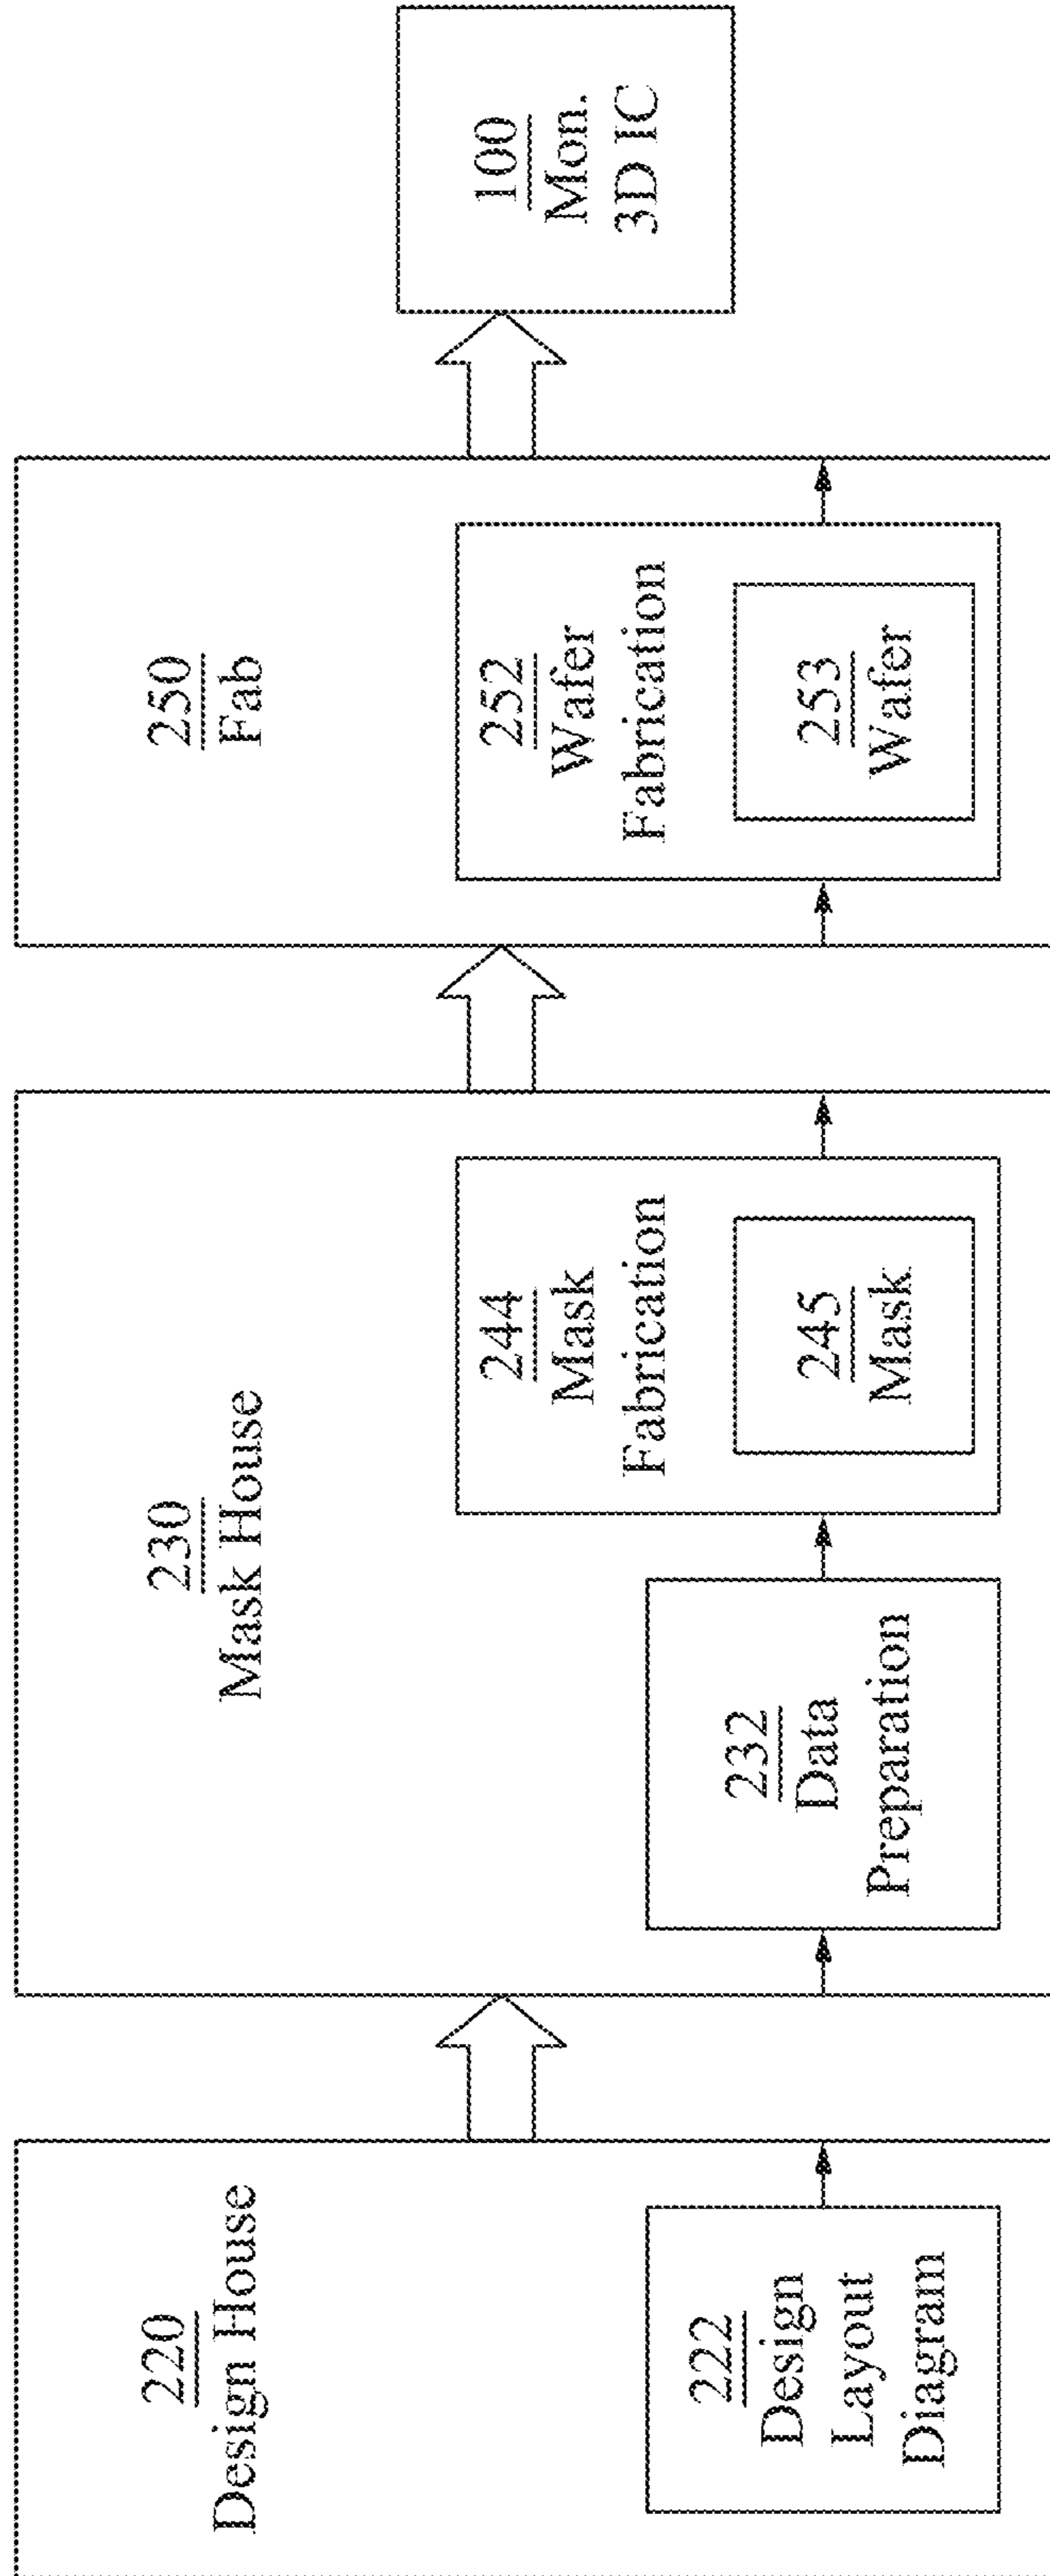 220
Design House
222
Design
Layout
Diagram
230
Mask House
232
Data
Preparation
244
Mask
Fabrication
245
Mask
250
Fab
252
Wafer
Fabrication
253
Wafer
100
Mon.
3D IC